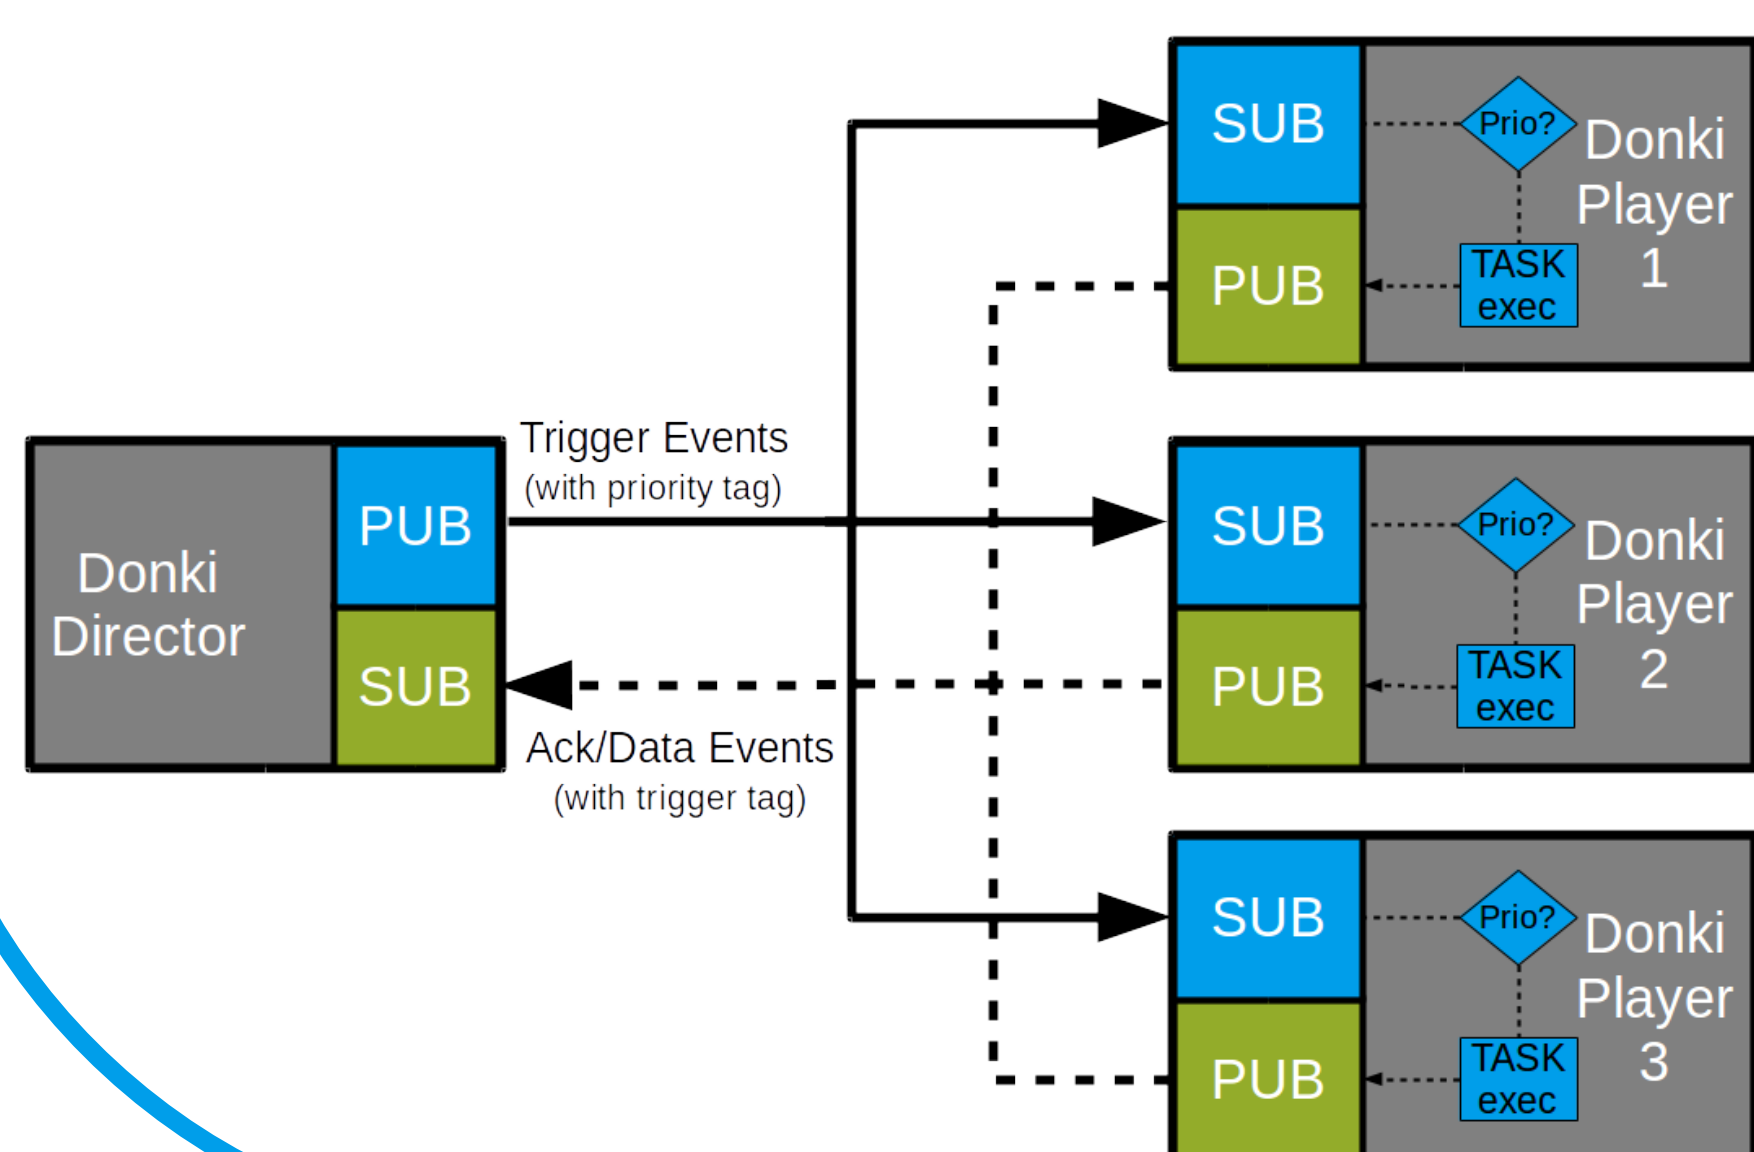 SUB
Prio?
Donki
Player
1
PUB
TASK
exec
Trigger Events
(with priority tag)
Donki
Director
PUB
SUB
Ack/Data Events
(with trigger tag)
SUB
Prio?
Donki
Player
2
PUB
TASK
exec
SUB
Prio?
Donki
Player
3
PUB
TASK
exec